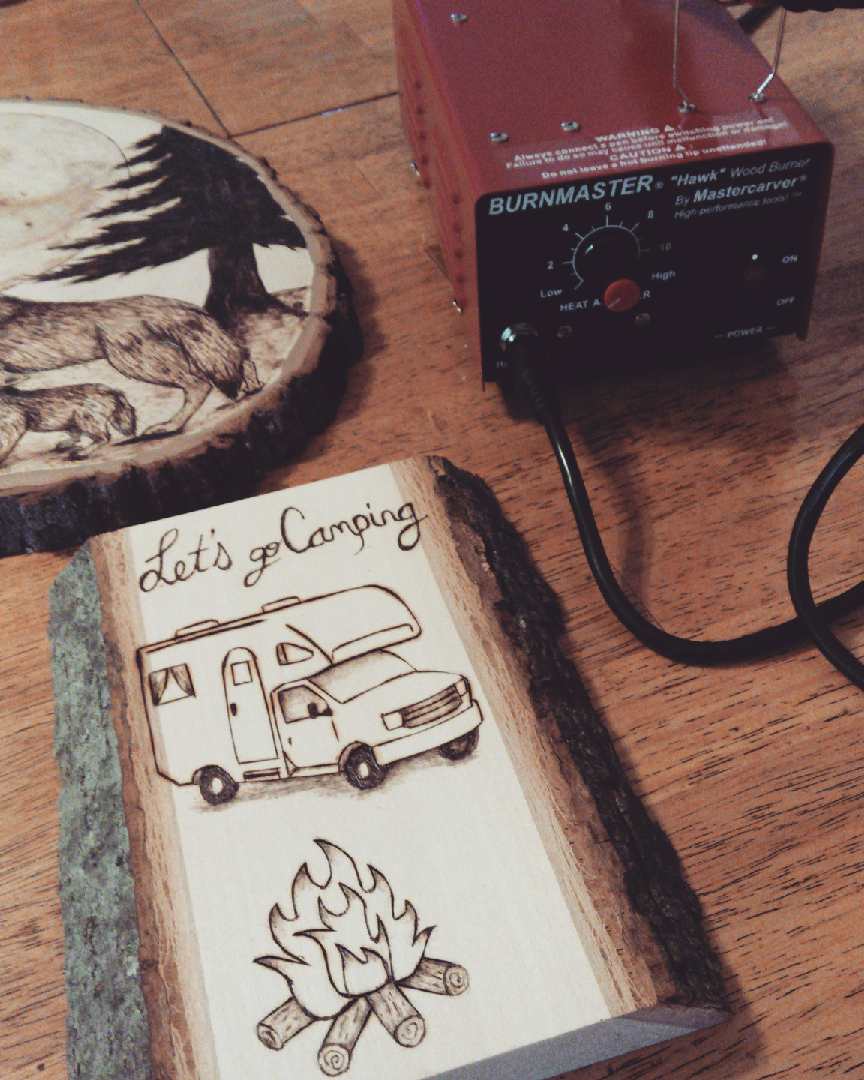 WARNING ⚠
Always connect a pen before switching power and
Failure to do so may cause unit malfunction or damage!
CAUTION ⚠
Do not leave a hot burning tip unattended!
BURNMASTER® "Hawk" Wood Burner
By Mastercarver®
High performance tools!™
2 4 6 8 10
Low High
HEAT A R
ON
OFF
— POWER —
Let's go Camping